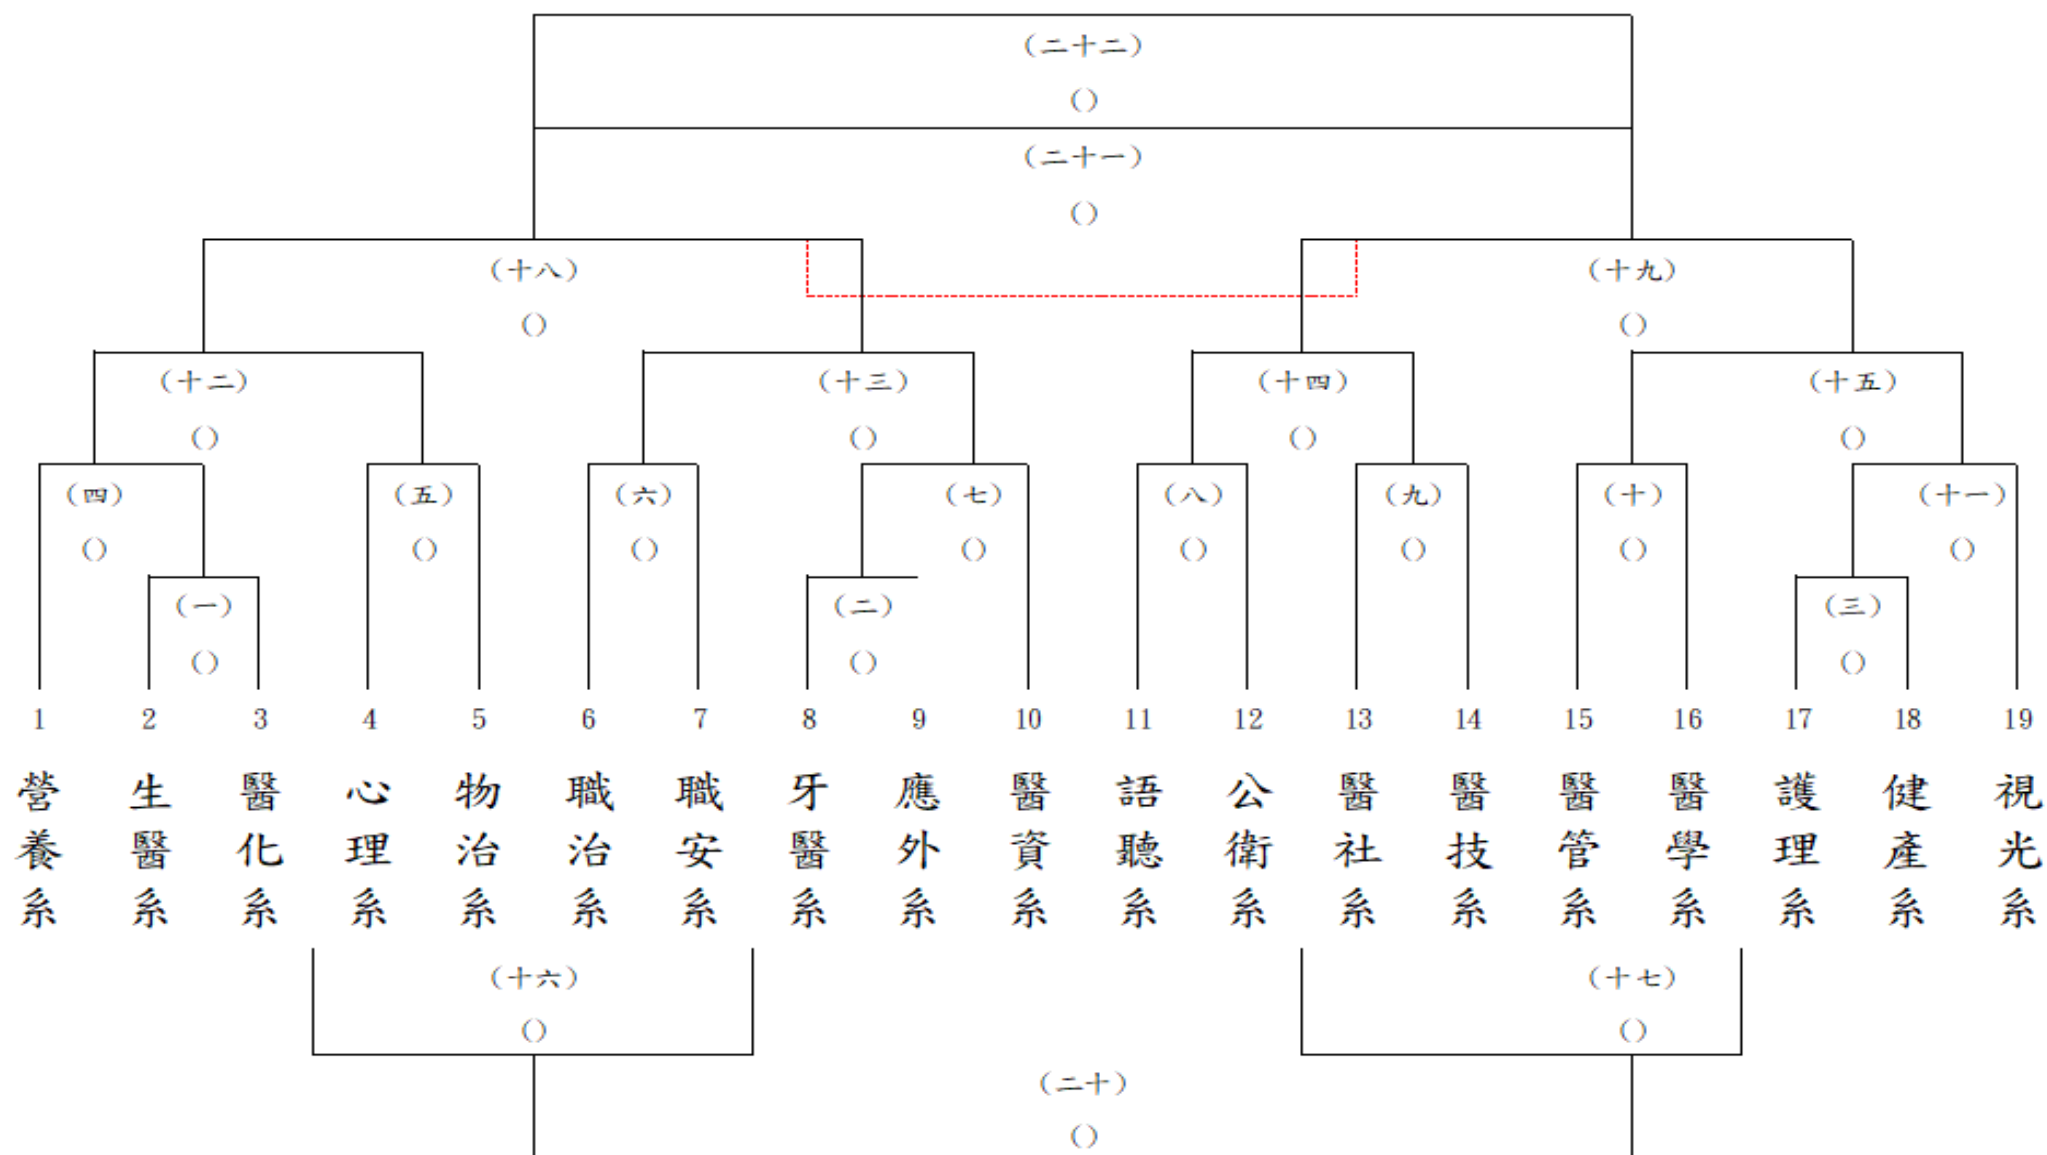 （二十二）
()
（二十一）
()
（十八）
（十九）
()
()
（十二）
（十三）
（十四）
（十五）
()
()
()
()
（四）
（五）
（六）
（七）
（八）
（九）
（十）
（十一）
()
()
()
()
()
()
()
()
（一）
（二）
（三）
()
()
()
1 2 3 4 5 6 7 8 9 10 11 12 13 14 15 16 17 18 19
營養系
生醫系
醫化系
心理系
物治系
職治系
職安系
牙醫系
應外系
醫資系
語聽系
公衛系
醫社系
醫技系
醫管系
醫學系
護理系
健產系
視光系
（十六）
（十七）
()
()
（二十）
()